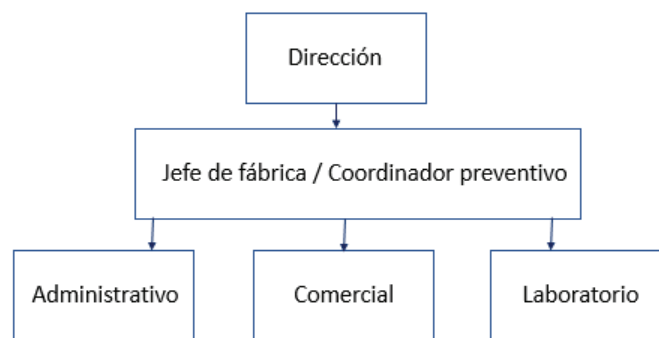 Dirección
Jefe de fábrica / Coordinador preventivo
Administrativo
Comercial
Laboratorio